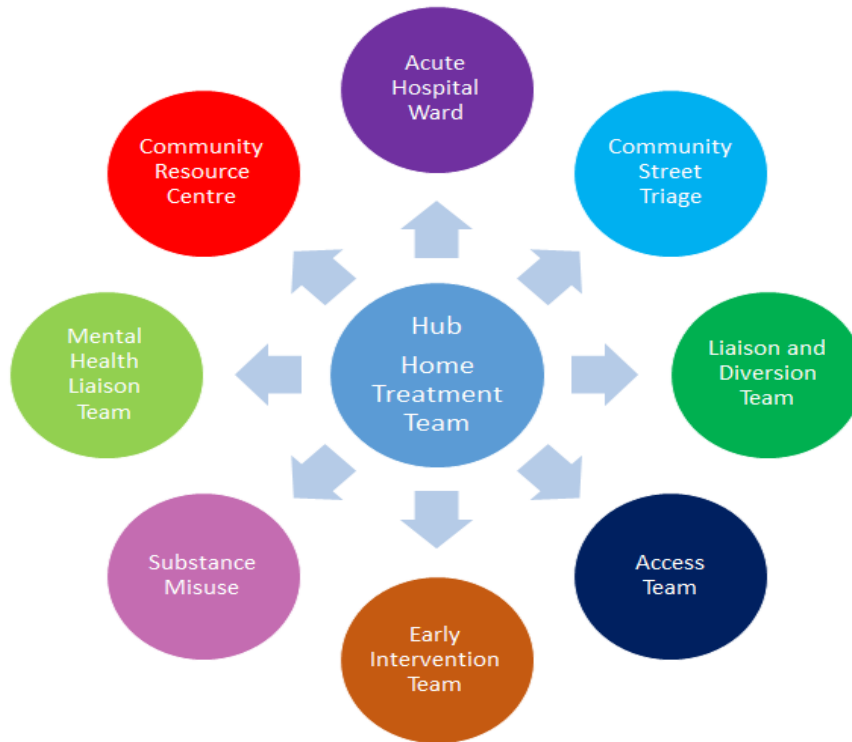 Acute
Hospital
Ward
Community
Street
Triage
Liaison and
Diversion
Team
Access
Team
Early
Intervention
Team
Substance
Misuse
Mental
Health
Liaison
Team
Community
Resource
Centre
Hub
Home
Treatment
Team